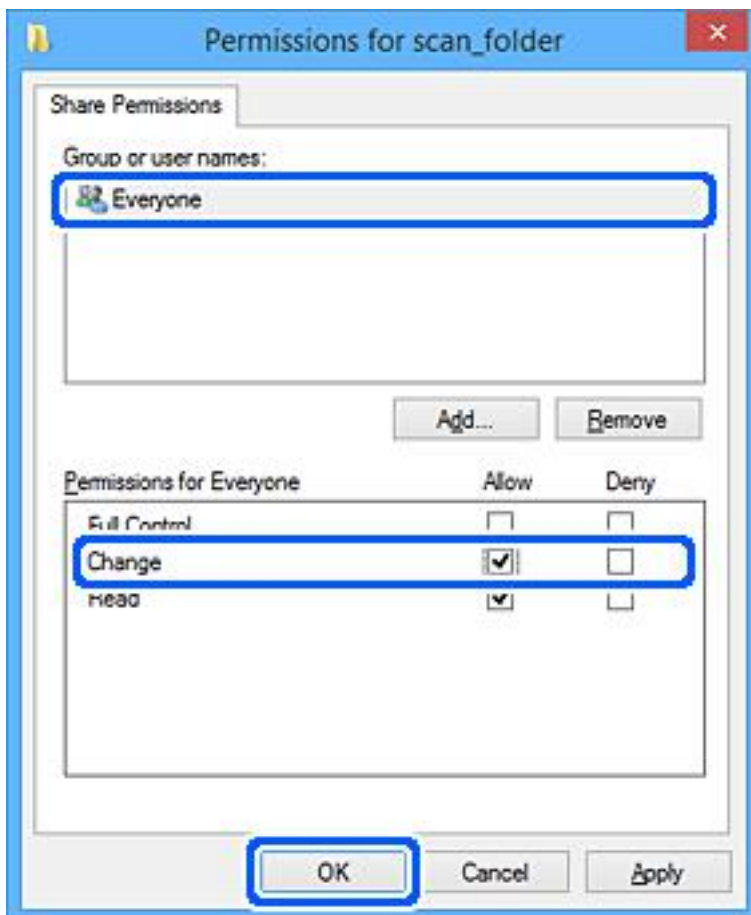 Permissions for scan_folder
Share Permissions
Group or user names:
Everyone
Add... Remove
Permissions for Everyone Allow Deny
Full Control
Change
Read
OK Cancel Apply